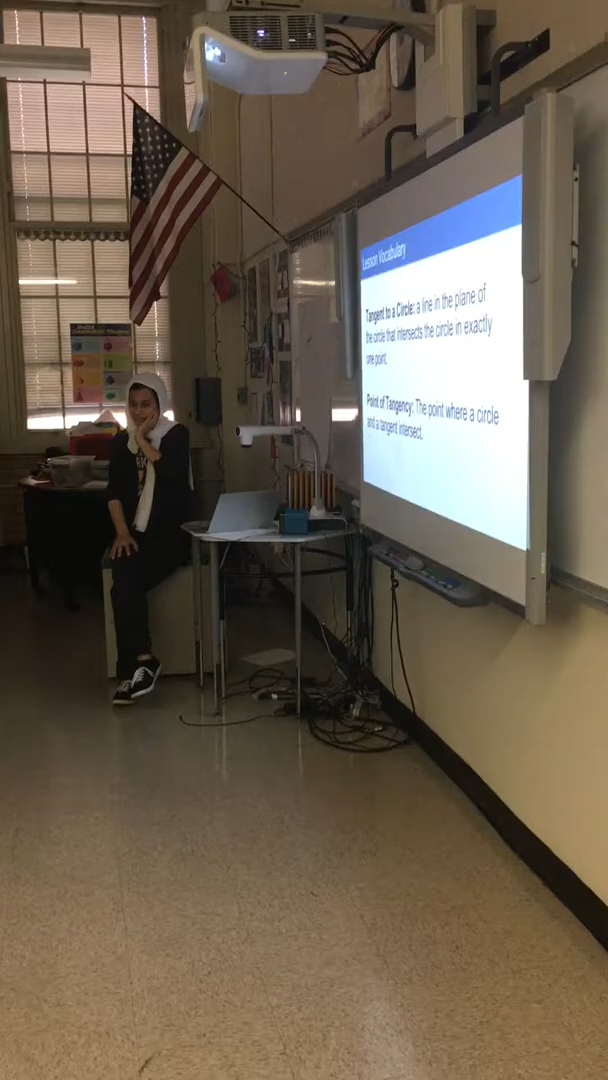 Lesson Vocabulary
Tangent to a Circle: a line in the plane of
the circle that intersects the circle in exactly
one point.
Point of Tangency: The point where a circle
and a tangent intersect.